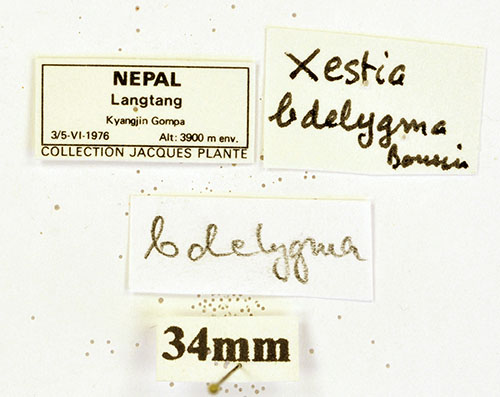 NEPAL
Langtang
Kyangjin Gompa
3/5-VI-1976 Alt: 3900 m env.
COLLECTION JACQUES PLANTE
Xestia
bdelygma
Boursin
bdelygma
34mm